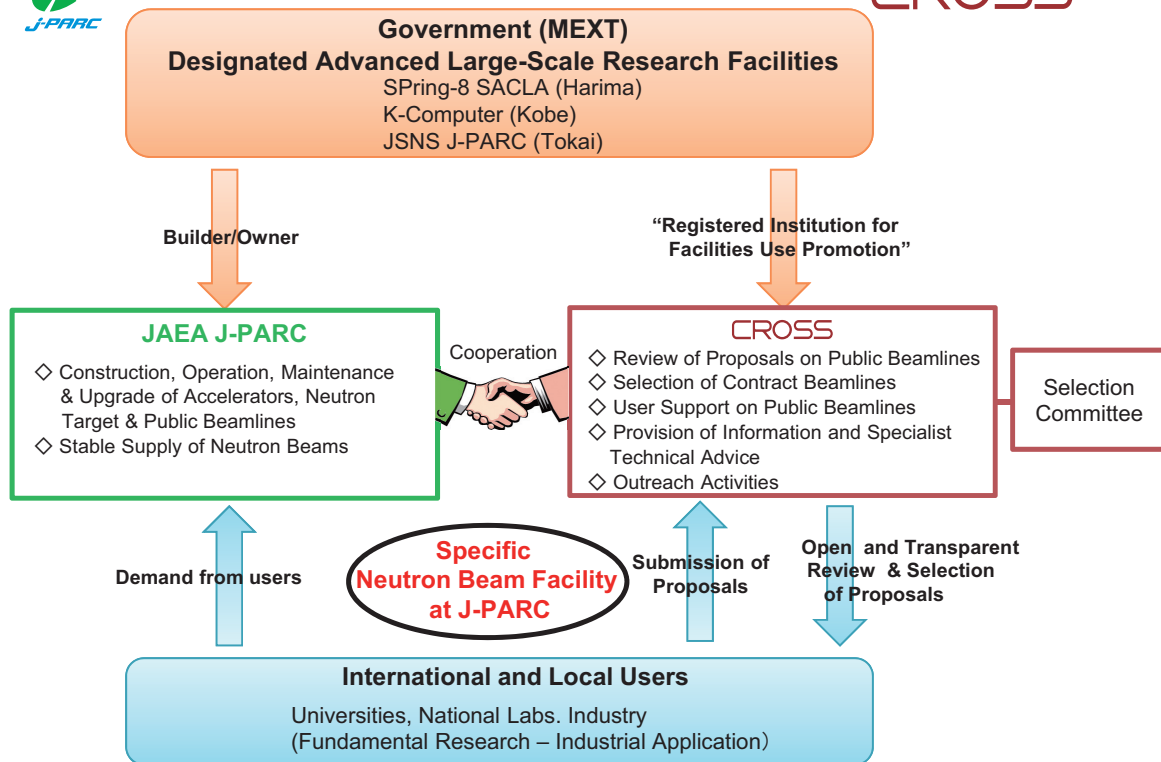 J-PARC
CROSS
Government (MEXT)
Designated Advanced Large-Scale Research Facilities
SPring-8 SACLA (Harima)
K-Computer (Kobe)
JSNS J-PARC (Tokai)
Builder/Owner
“Registered Institution for
Facilities Use Promotion”
JAEA J-PARC
◇ Construction, Operation, Maintenance
& Upgrade of Accelerators, Neutron
Target & Public Beamlines
◇ Stable Supply of Neutron Beams
Cooperation
CROSS
◇ Review of Proposals on Public Beamlines
◇ Selection of Contract Beamlines
◇ User Support on Public Beamlines
◇ Provision of Information and Specialist
Technical Advice
◇ Outreach Activities
Selection
Committee
Demand from users
Specific
Neutron Beam Facility
at J-PARC
Submission of
Proposals
Open and Transparent
Review & Selection
of Proposals
International and Local Users
Universities, National Labs. Industry
(Fundamental Research – Industrial Application）